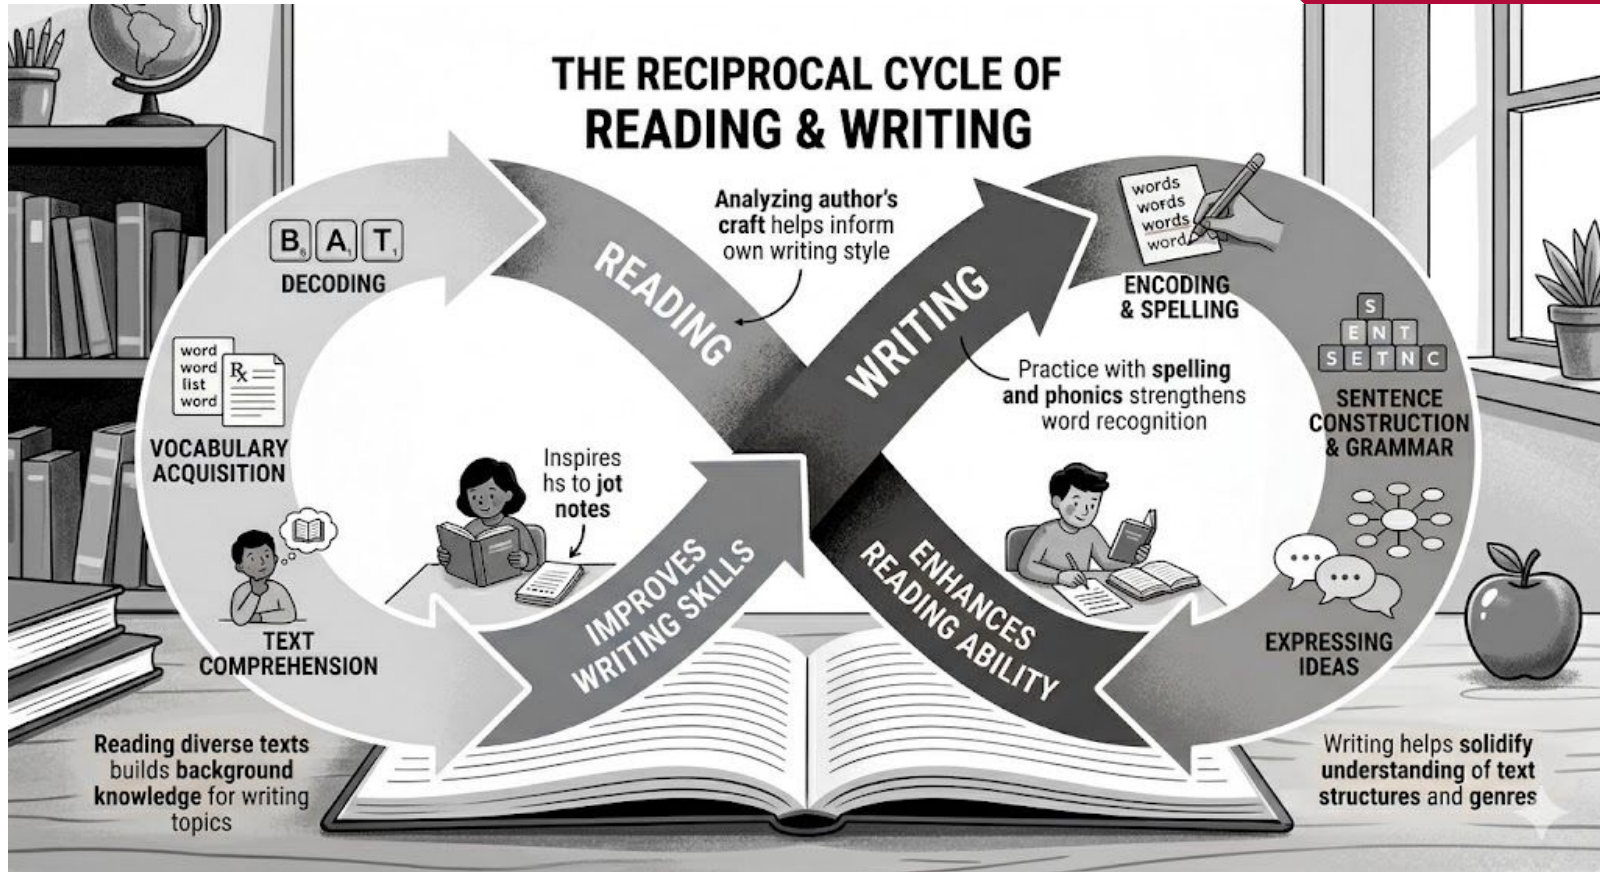 THE RECIPROCAL CYCLE OF
READING & WRITING
Analyzing author's
craft helps inform
own writing style
READING
WRITING
B A T
DECODING
word
word
list
word
Rx
VOCABULARY
ACQUISITION
TEXT
COMPREHENSION
Inspires
hs to jot
notes
IMPROVES
WRITING SKILLS
words
words
words
word
ENCODING
& SPELLING
Practice with spelling
and phonics strengthens
word recognition
S
E N T
S E T N C
SENTENCE
CONSTRUCTION
& GRAMMAR
EXPRESSING
IDEAS
ENHANCES
READING ABILITY
Reading diverse texts
builds background
knowledge for writing
topics
Writing helps solidify
understanding of text
structures and genres